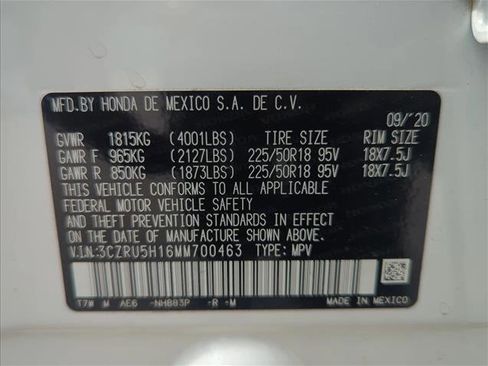 MFD.BY HONDA DE MEXICO S.A. DE C.V.
09/'20
GVWR 1815KG (4001LBS) TIRE SIZE RIM SIZE
GAWR F 965KG (2127LBS) 225/50R18 95V 18X7.5J
GAWR R 850KG (1873LBS) 225/50R18 95V 18X7.5J
THIS VEHICLE CONFORMS TO ALL APPLICABLE
FEDERAL MOTOR VEHICLE SAFETY
AND THEFT PREVENTION STANDARDS IN EFFECT
ON THE DATE OF MANUFACTURE SHOWN ABOVE.
V.I.N:3CZRU5H16MM700463 TYPE: MPV
T7W M AE6 -NH883P -R -M
MADE IN MEXICO